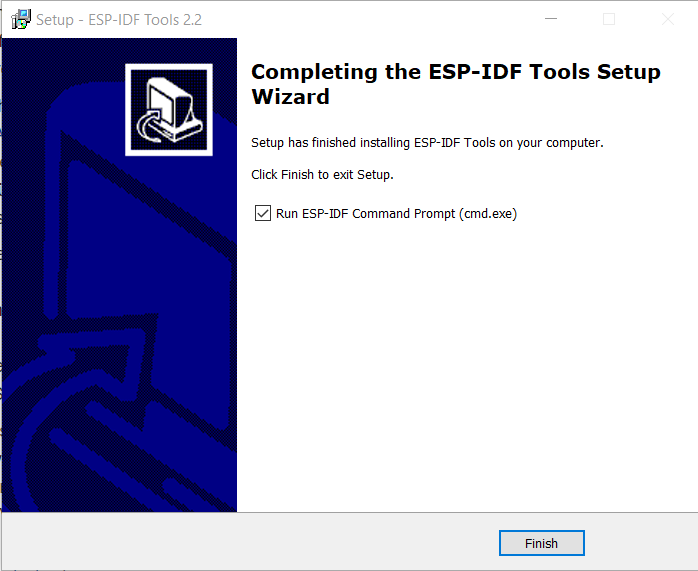 Setup - ESP-IDF Tools 2.2
Completing the ESP-IDF Tools Setup
Wizard
Setup has finished installing ESP-IDF Tools on your computer.
Click Finish to exit Setup.
Run ESP-IDF Command Prompt (cmd.exe)
Finish